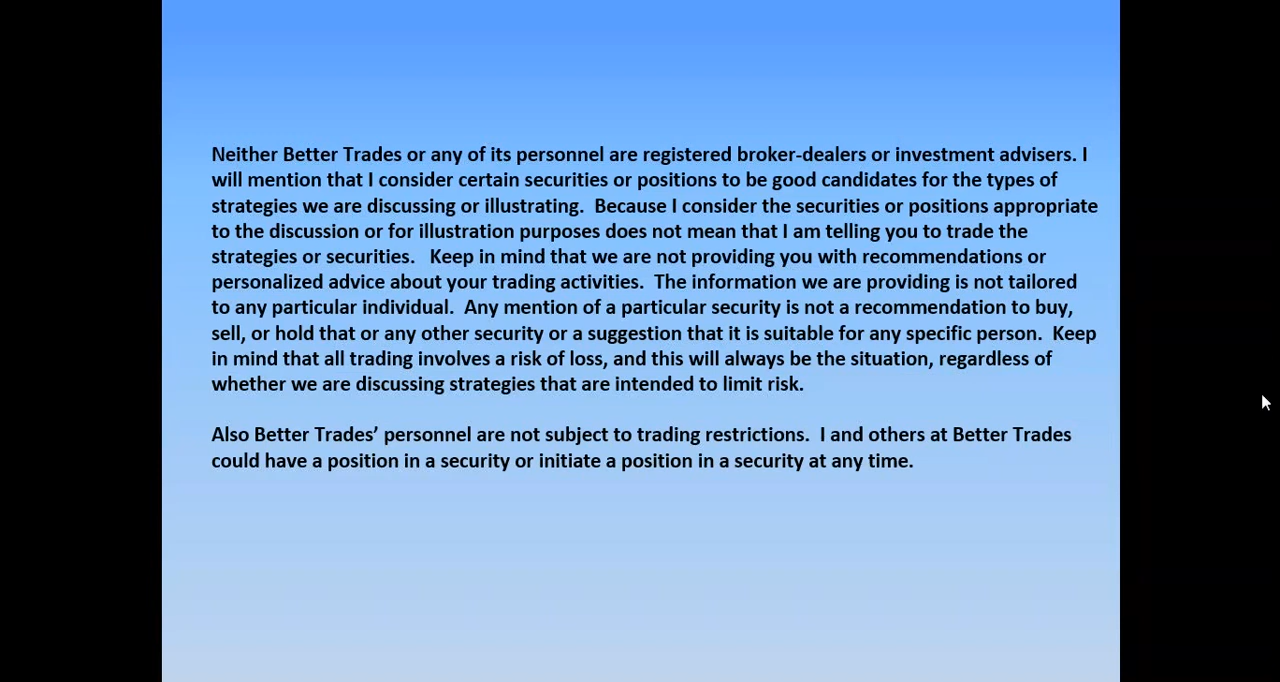 Neither Better Trades or any of its personnel are registered broker-dealers or investment advisers. I
will mention that I consider certain securities or positions to be good candidates for the types of
strategies we are discussing or illustrating.  Because I consider the securities or positions appropriate
to the discussion or for illustration purposes does not mean that I am telling you to trade the
strategies or securities.   Keep in mind that we are not providing you with recommendations or
personalized advice about your trading activities.  The information we are providing is not tailored
to any particular individual.  Any mention of a particular security is not a recommendation to buy,
sell, or hold that or any other security or a suggestion that it is suitable for any specific person.  Keep
in mind that all trading involves a risk of loss, and this will always be the situation, regardless of
whether we are discussing strategies that are intended to limit risk.
Also Better Trades’ personnel are not subject to trading restrictions.  I and others at Better Trades
could have a position in a security or initiate a position in a security at any time.